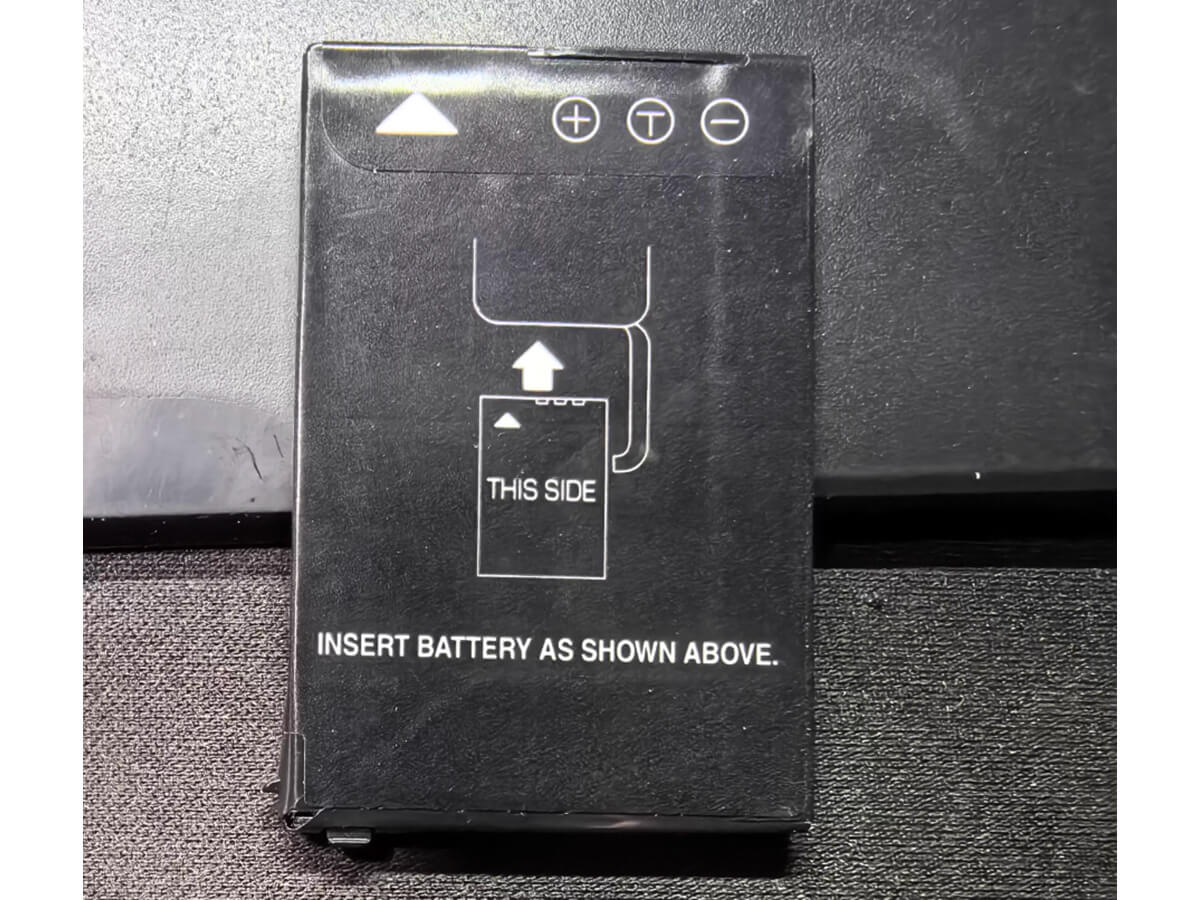 + T −
THIS SIDE
INSERT BATTERY AS SHOWN ABOVE.